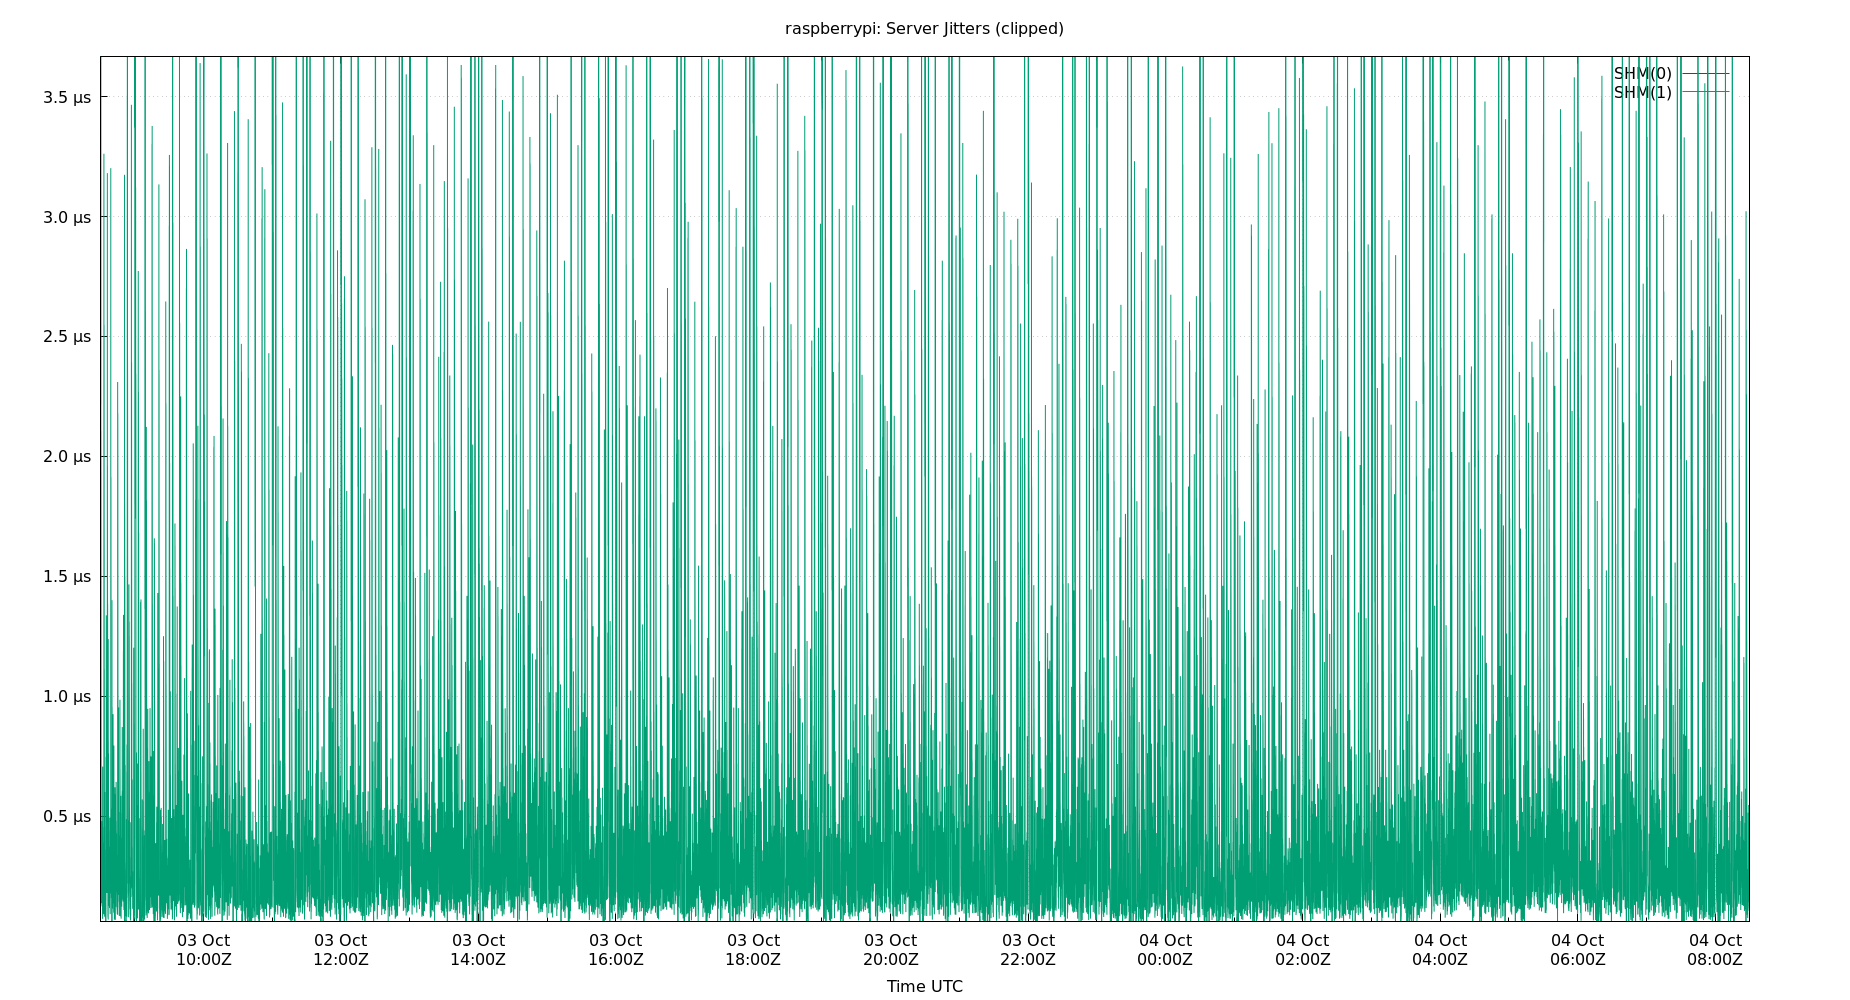 raspberrypi: Server Jitters (clipped)
SHM(0)
SHM(1)
3.5 µs
3.0 µs
2.5 µs
2.0 µs
1.5 µs
1.0 µs
0.5 µs
03 Oct 03 Oct 03 Oct 03 Oct 03 Oct 03 Oct 03 Oct 04 Oct 04 Oct 04 Oct 04 Oct 04 Oct
10:00Z 12:00Z 14:00Z 16:00Z 18:00Z 20:00Z 22:00Z 00:00Z 02:00Z 04:00Z 06:00Z 08:00Z
Time UTC